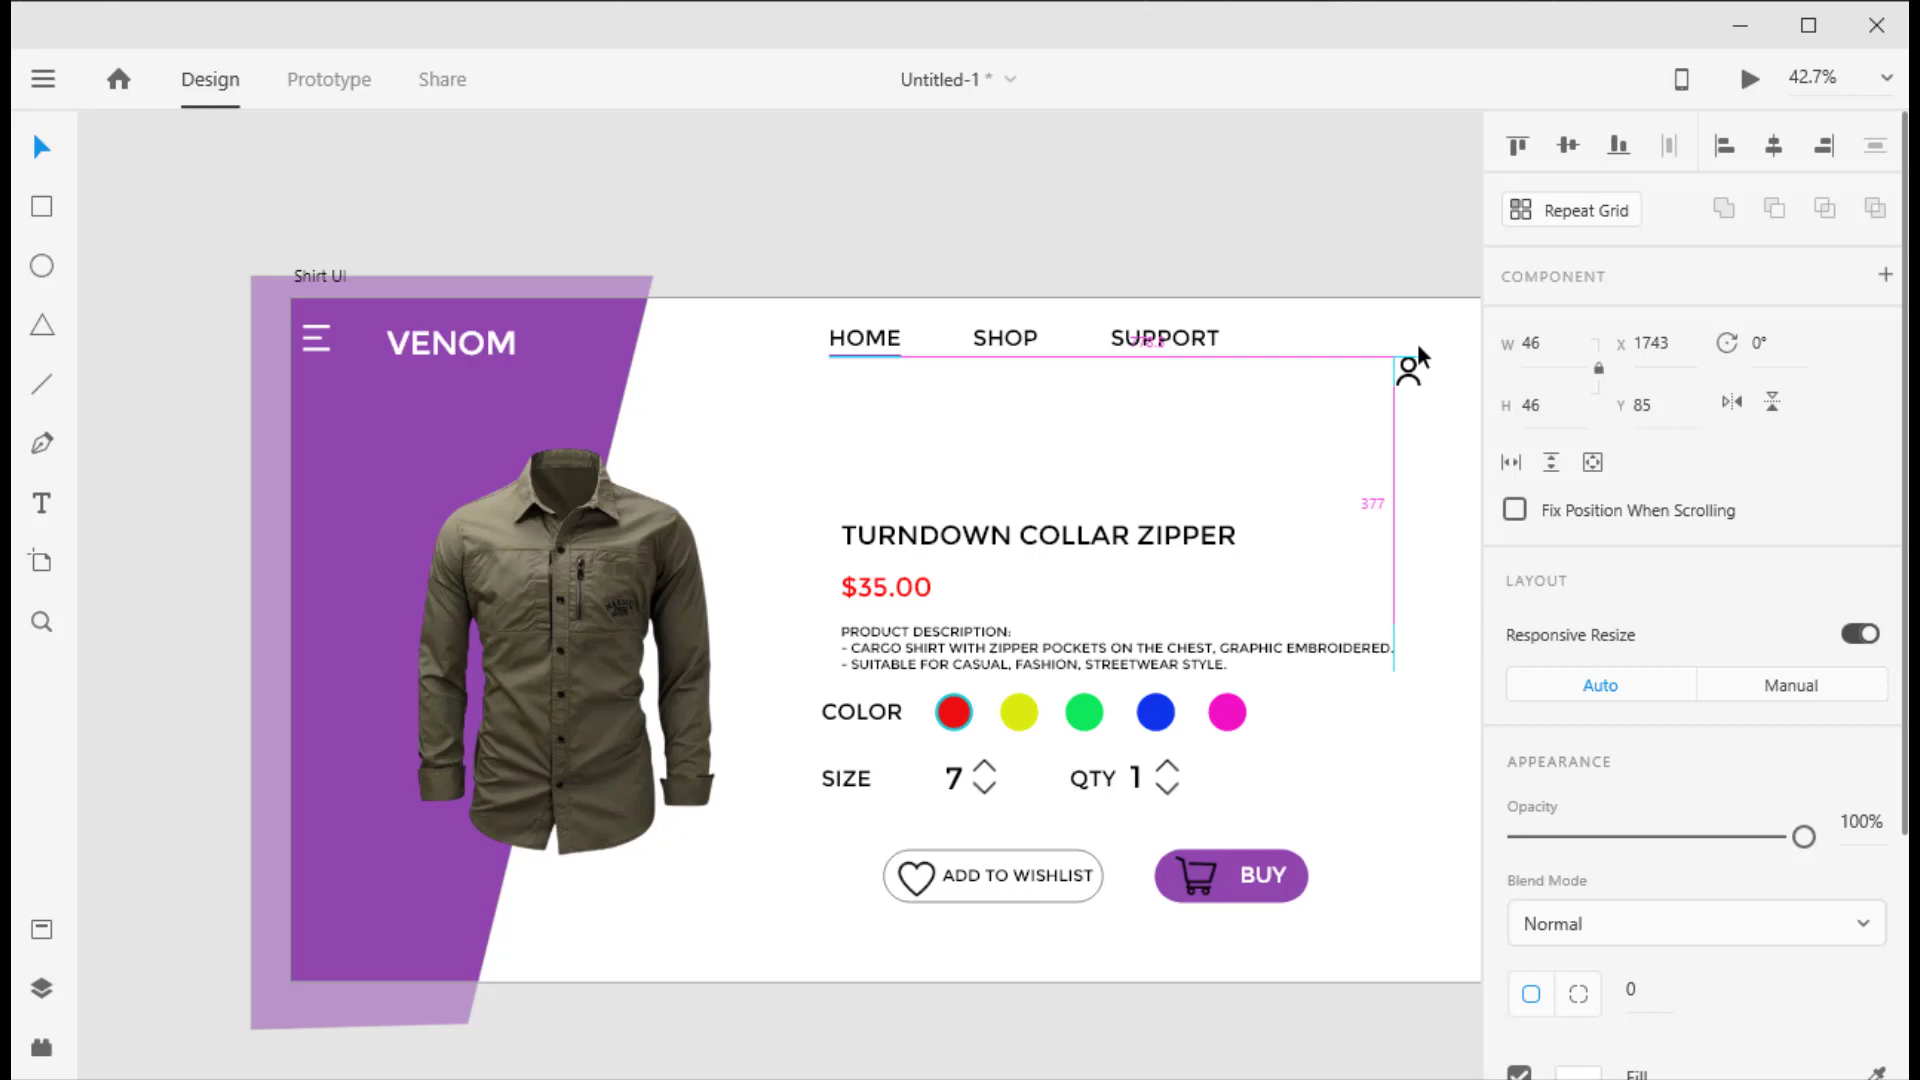 Design
Prototype
Share
Untitled-1 *
42.7%
Repeat Grid
COMPONENT
W 46
X 1743
0°
H 46
Y 85
Fix Position When Scrolling
LAYOUT
Responsive Resize
Auto
Manual
APPEARANCE
Opacity
100%
Blend Mode
Normal
0
Fill
Shirt UI
VENOM
HOME
SHOP
SUPPORT
377
TURNDOWN COLLAR ZIPPER
$35.00
PRODUCT DESCRIPTION:
- CARGO SHIRT WITH ZIPPER POCKETS ON THE CHEST, GRAPHIC EMBROIDERED.
- SUITABLE FOR CASUAL, FASHION, STREETWEAR STYLE.
COLOR
SIZE
7
QTY 1
ADD TO WISHLIST
BUY